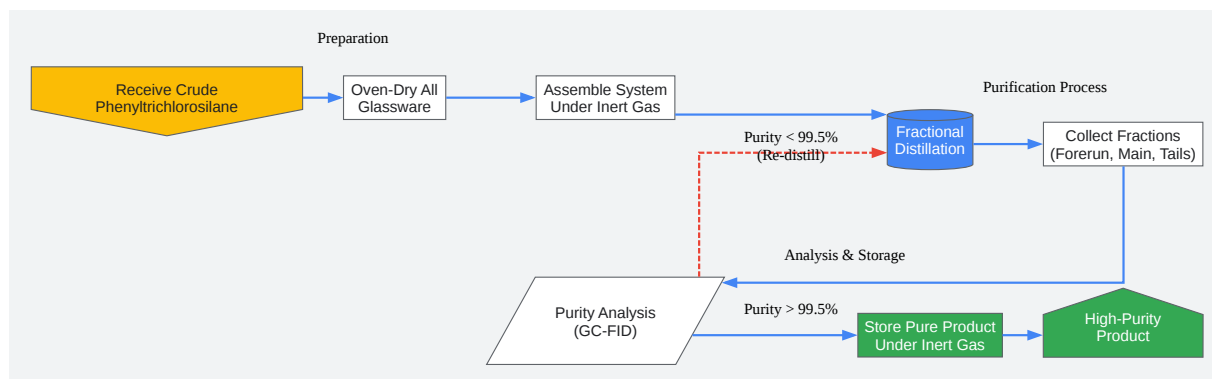 Preparation
Receive Crude
Phenyltrichlorosilane
Oven-Dry All
Glassware
Assemble System
Under Inert Gas
Purification Process
Fractional
Distillation
Collect Fractions
(Forerun, Main, Tails)
Purity < 99.5%
(Re-distill)
Analysis & Storage
Purity Analysis
(GC-FID)
Purity > 99.5%
Store Pure Product
Under Inert Gas
High-Purity
Product